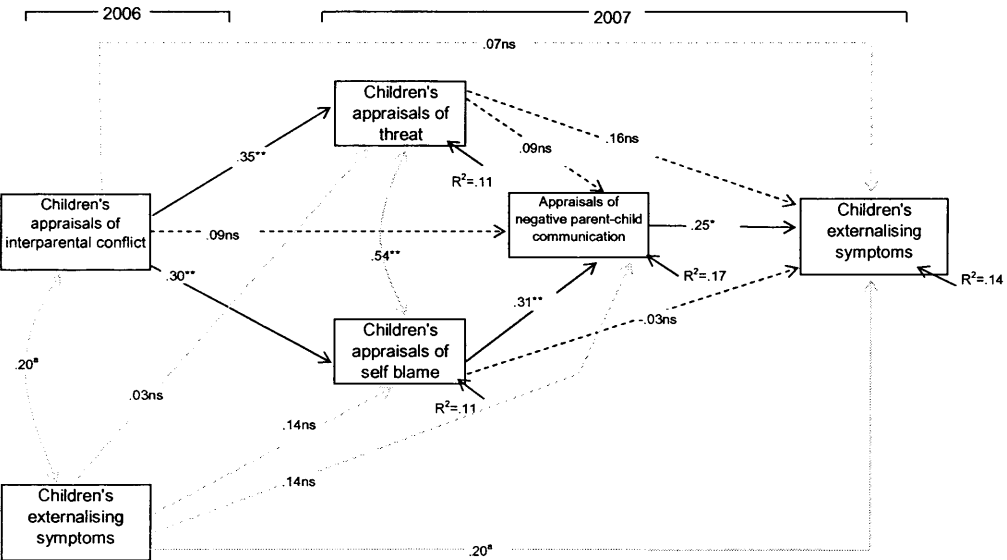 2006
2007
.07ns
Children's
appraisals of
threat
.16ns
.09ns
.35**
R²=.11
Children's
appraisals of
interparental conflict
Appraisals of
negative parent-child
communication
Children's
externalising
symptoms
.09ns
.25*
.54**
.30**
R²=.17
R²=.14
.31**
Children's
appraisals of
self blame
-.03ns
.20ª
.03ns
R²=.11
.14ns
.14ns
Children's
externalising
symptoms
.20ª